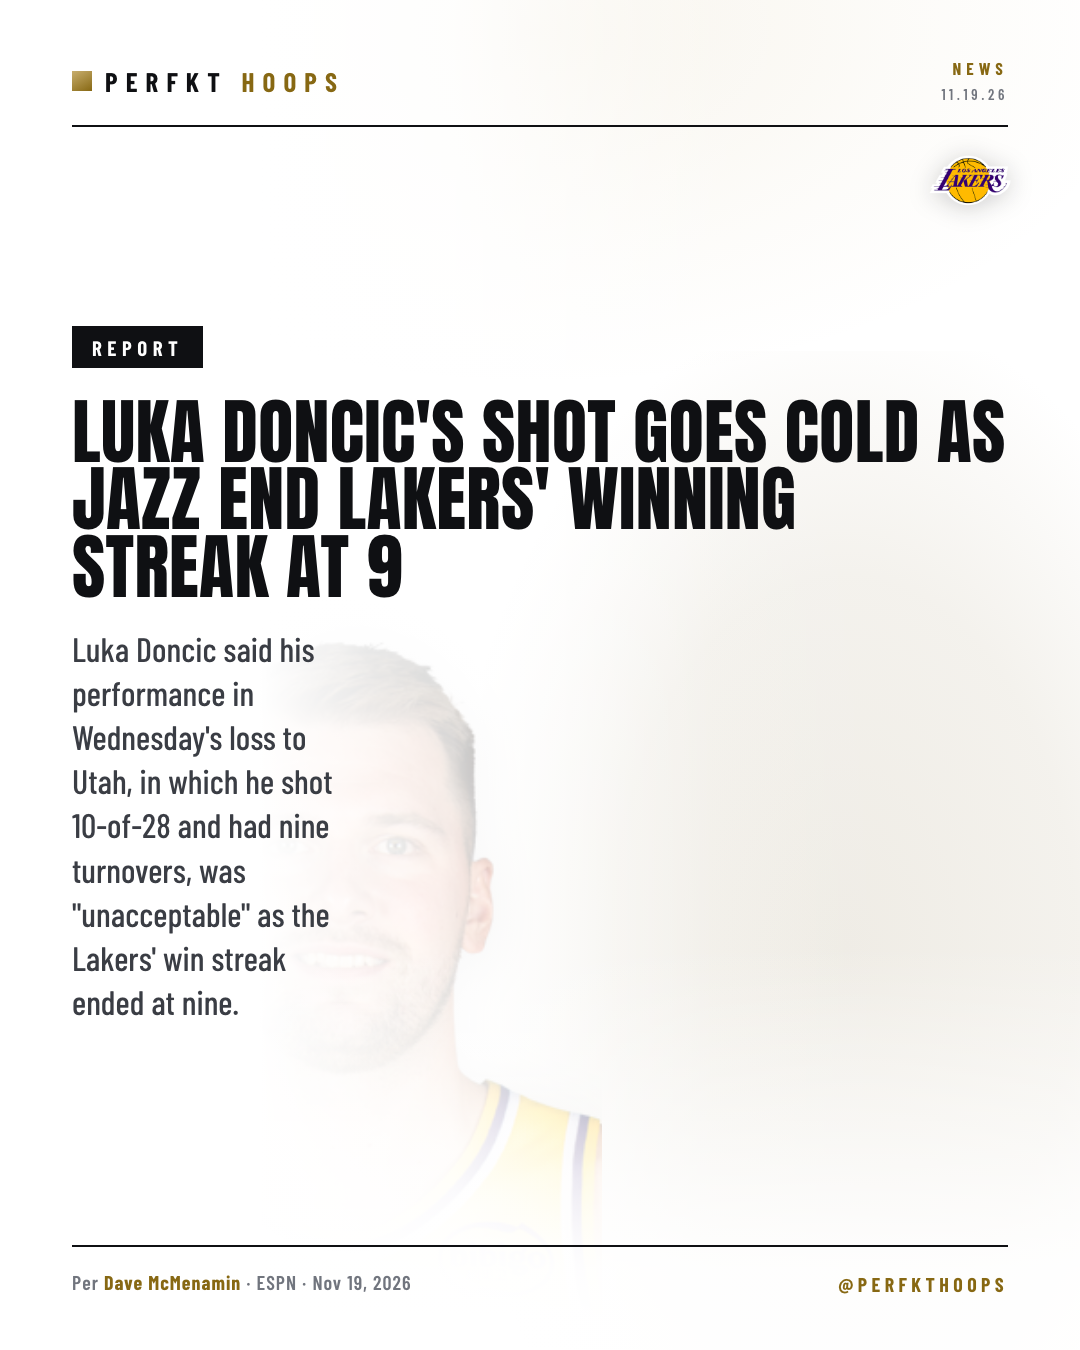 PERFKT HOOPS
NEWS
11.19.26
LOS ANGELES
LAKERS
REPORT
LUKA DONCIC'S SHOT GOES COLD AS
JAZZ END LAKERS' WINNING
STREAK AT 9
Luka Doncic said his
performance in
Wednesday's loss to
Utah, in which he shot
10-of-28 and had nine
turnovers, was
"unacceptable" as the
Lakers' win streak
ended at nine.
Per Dave McMenamin · ESPN · Nov 19, 2026
@PERFKTHOOPS